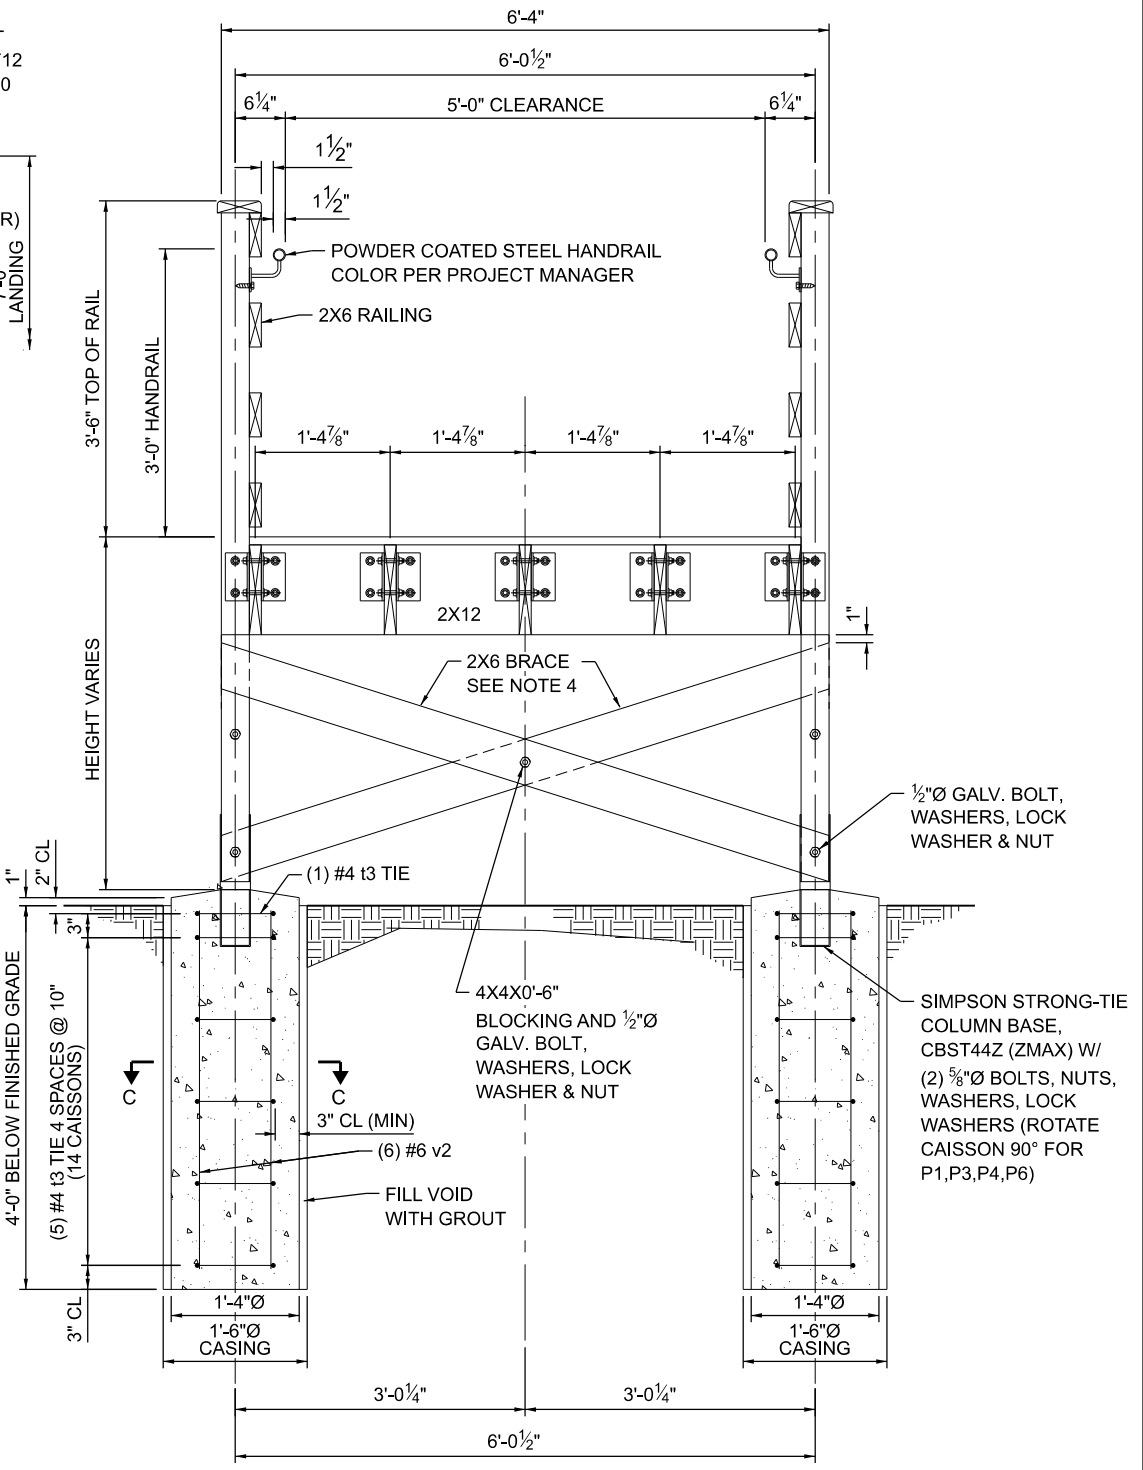 6'-4"
12
0
6'-0½"
6¼"
5'-0" CLEARANCE
6¼"
1½"
1½"
R)
LANDING
POWDER COATED STEEL HANDRAIL
COLOR PER PROJECT MANAGER
2X6 RAILING
3'-6" TOP OF RAIL
3'-0" HANDRAIL
1'-4⅞"
1'-4⅞"
1'-4⅞"
1'-4⅞"
2X12
1"
2X6 BRACE
SEE NOTE 4
HEIGHT VARIES
½"Ø GALV. BOLT,
WASHERS, LOCK
WASHER & NUT
1"
2" CL
(1) #4 t3 TIE
3"
4'-0" BELOW FINISHED GRADE
(5) #4 t3 TIE 4 SPACES @ 10"
(14 CAISSONS)
4X4X0'-6"
BLOCKING AND ½"Ø
GALV. BOLT,
WASHERS, LOCK
WASHER & NUT
SIMPSON STRONG-TIE
COLUMN BASE,
CBST44Z (ZMAX) W/
(2) ⅝"Ø BOLTS, NUTS,
WASHERS, LOCK
WASHERS (ROTATE
CAISSON 90° FOR
P1,P3,P4,P6)
C
C
3" CL (MIN)
(6) #6 v2
FILL VOID
WITH GROUT
3" CL
1'-4"Ø
1'-6"Ø
CASING
1'-4"Ø
1'-6"Ø
CASING
3'-0¼"
3'-0¼"
6'-0½"